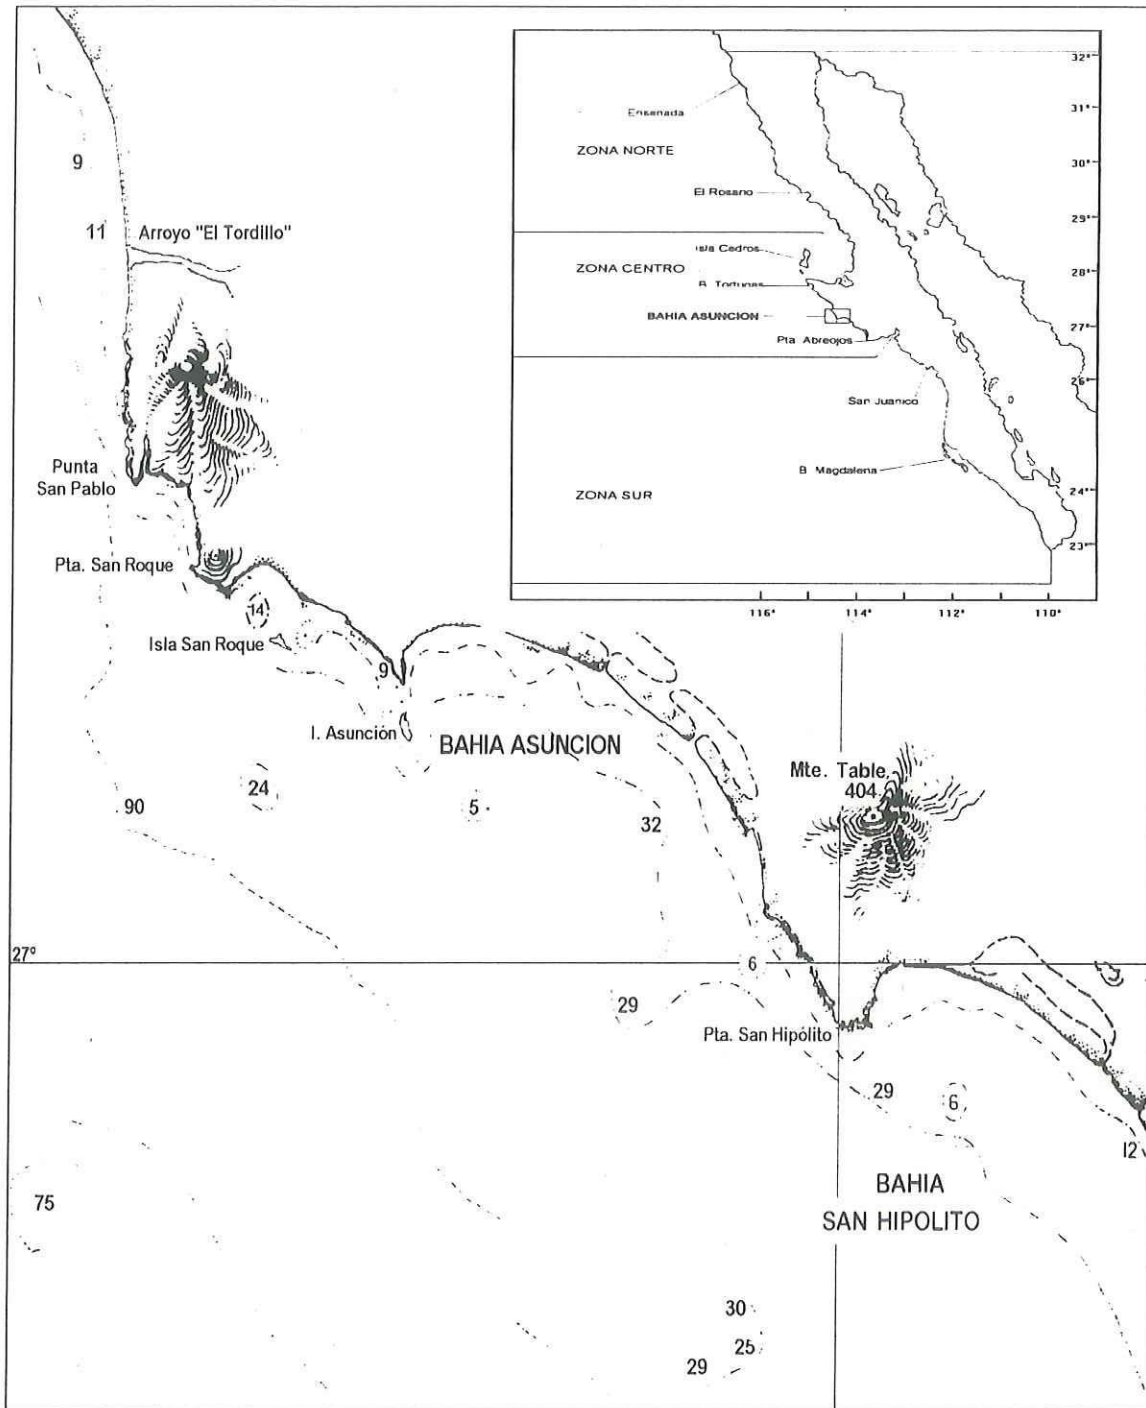 9
11
Arroyo "El Tordillo"
Punta
San Pablo
Pta. San Roque
14
Isla San Roque
9
I. Asunción
BAHIA ASUNCION
24
90
5
32
Mte. Table
404
27°
6
29
Pta. San Hipólito
29
6
12
BAHIA
SAN HIPOLITO
75
30
25
29
Ensenada
ZONA NORTE
El Rosario
Isla Cedros
ZONA CENTRO
B. Tortugas
BAHIA ASUNCION
Pta. Abreojos
San Juanico
B. Magdalena
ZONA SUR
32°
31°
30°
29°
28°
27°
26°
24°
23°
116°
114°
112°
110°